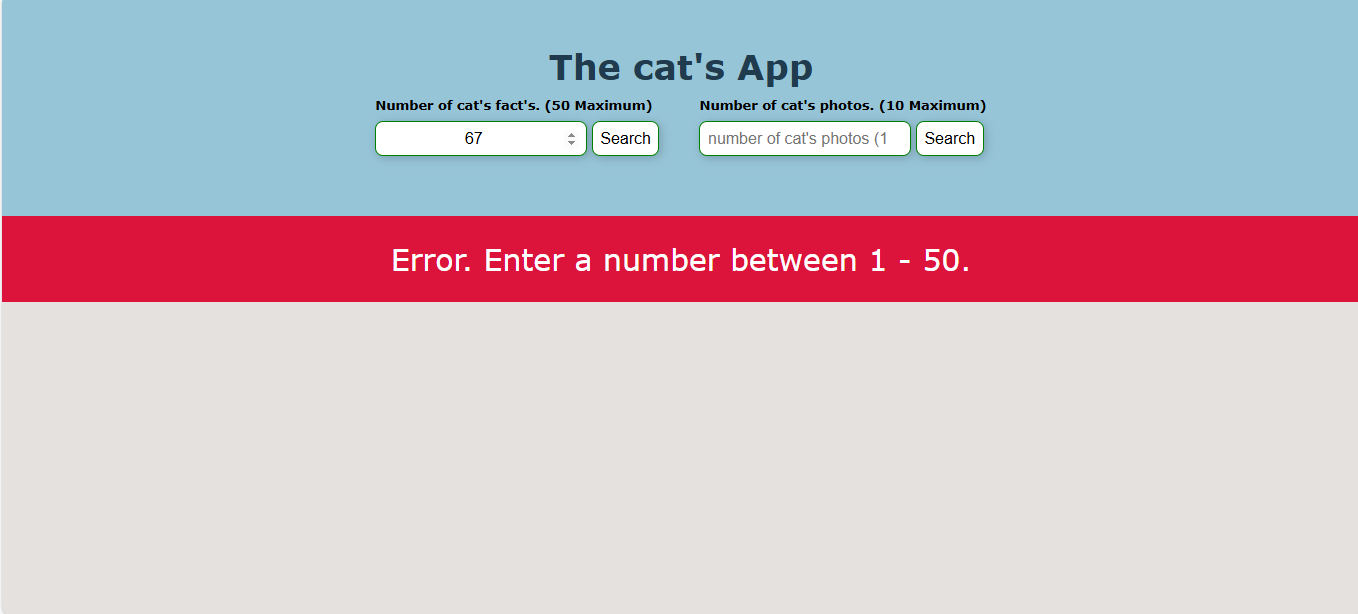 The cat's App
Number of cat's fact's. (50 Maximum)
67
Search
Number of cat's photos. (10 Maximum)
number of cat's photos (1
Search
Error. Enter a number between 1 - 50.